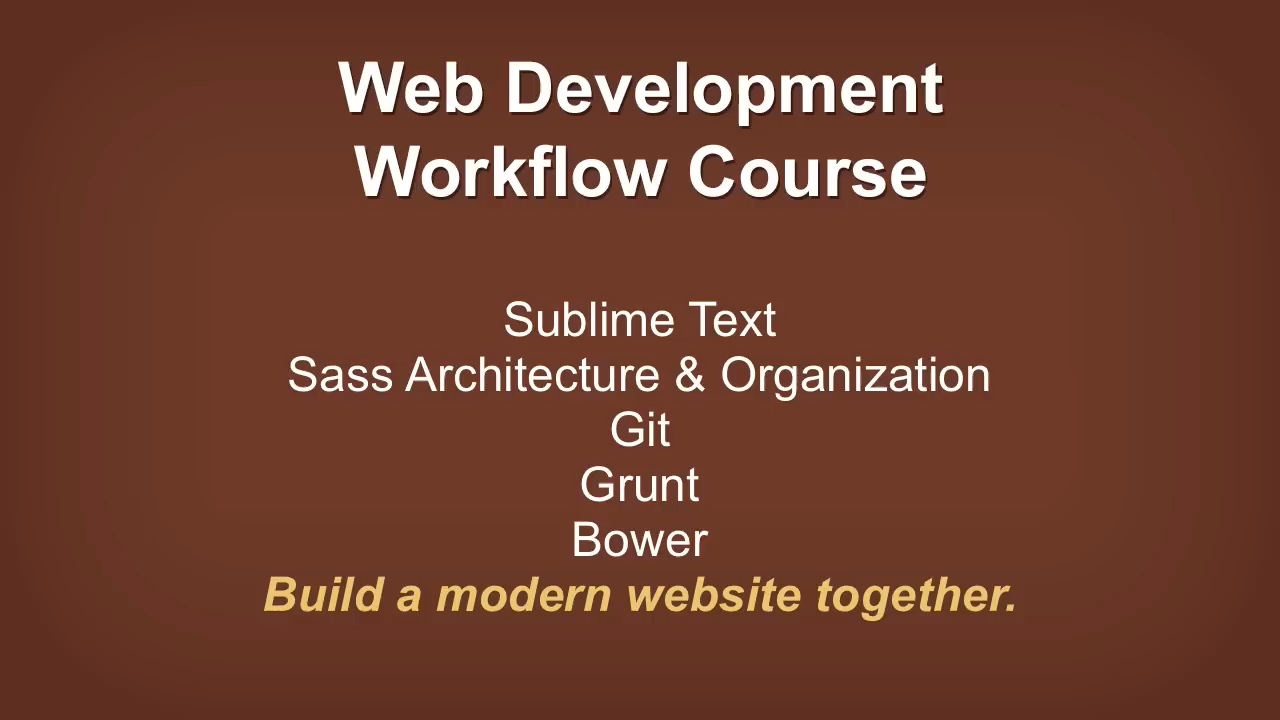 Web Development
Workflow Course
Sublime Text
Sass Architecture & Organization
Git
Grunt
Bower
Build a modern website together.